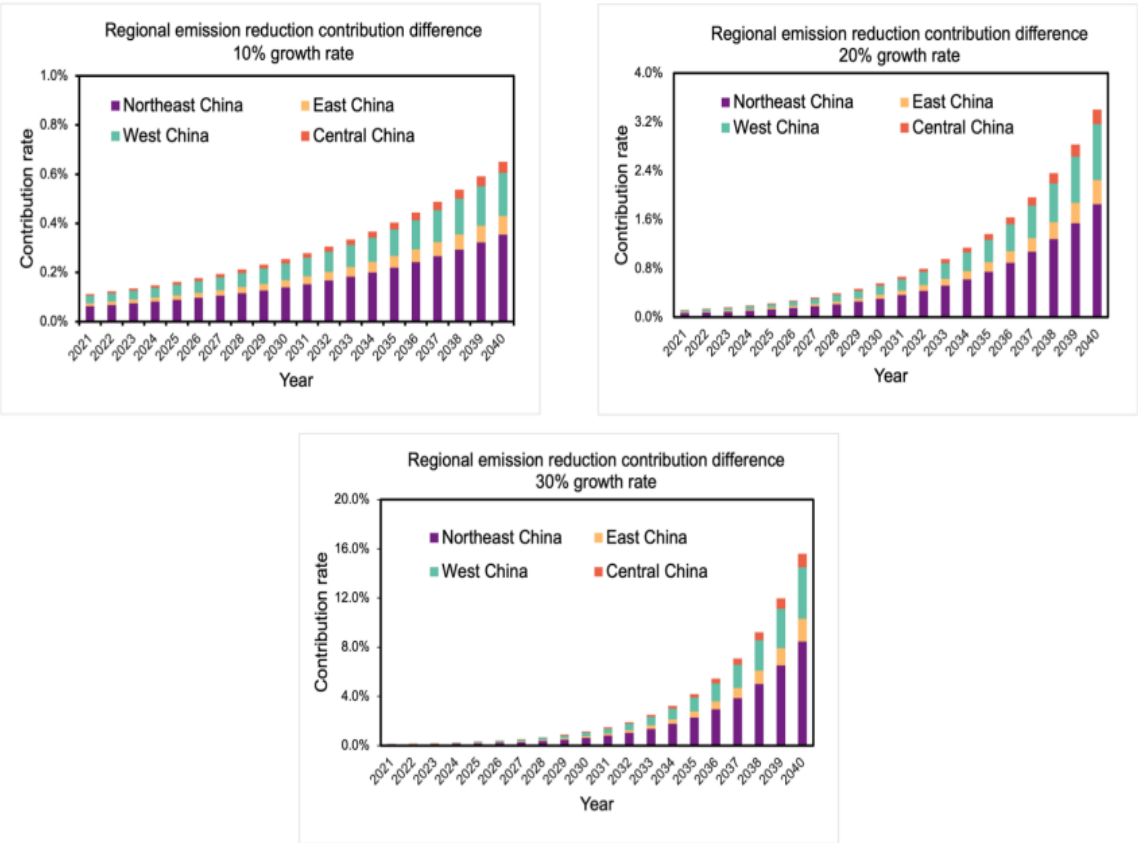 Regional emission reduction contribution difference
10% growth rate
1.0%
0.8%
0.6%
0.4%
0.2%
0.0%
Contribution rate
Northeast China
East China
West China
Central China
2021 2022 2023 2024 2025 2026 2027 2028 2029 2030 2031 2032 2033 2034 2035 2036 2037 2038 2039 2040
Year
Regional emission reduction contribution difference
20% growth rate
4.0%
3.2%
2.4%
1.6%
0.8%
0.0%
Contribution rate
Northeast China
East China
West China
Central China
2021 2022 2023 2024 2025 2026 2027 2028 2029 2030 2031 2032 2033 2034 2035 2036 2037 2038 2039 2040
Year
Regional emission reduction contribution difference
30% growth rate
20.0%
16.0%
12.0%
8.0%
4.0%
0.0%
Contribution rate
Northeast China
East China
West China
Central China
2021 2022 2023 2024 2025 2026 2027 2028 2029 2030 2031 2032 2033 2034 2035 2036 2037 2038 2039 2040
Year